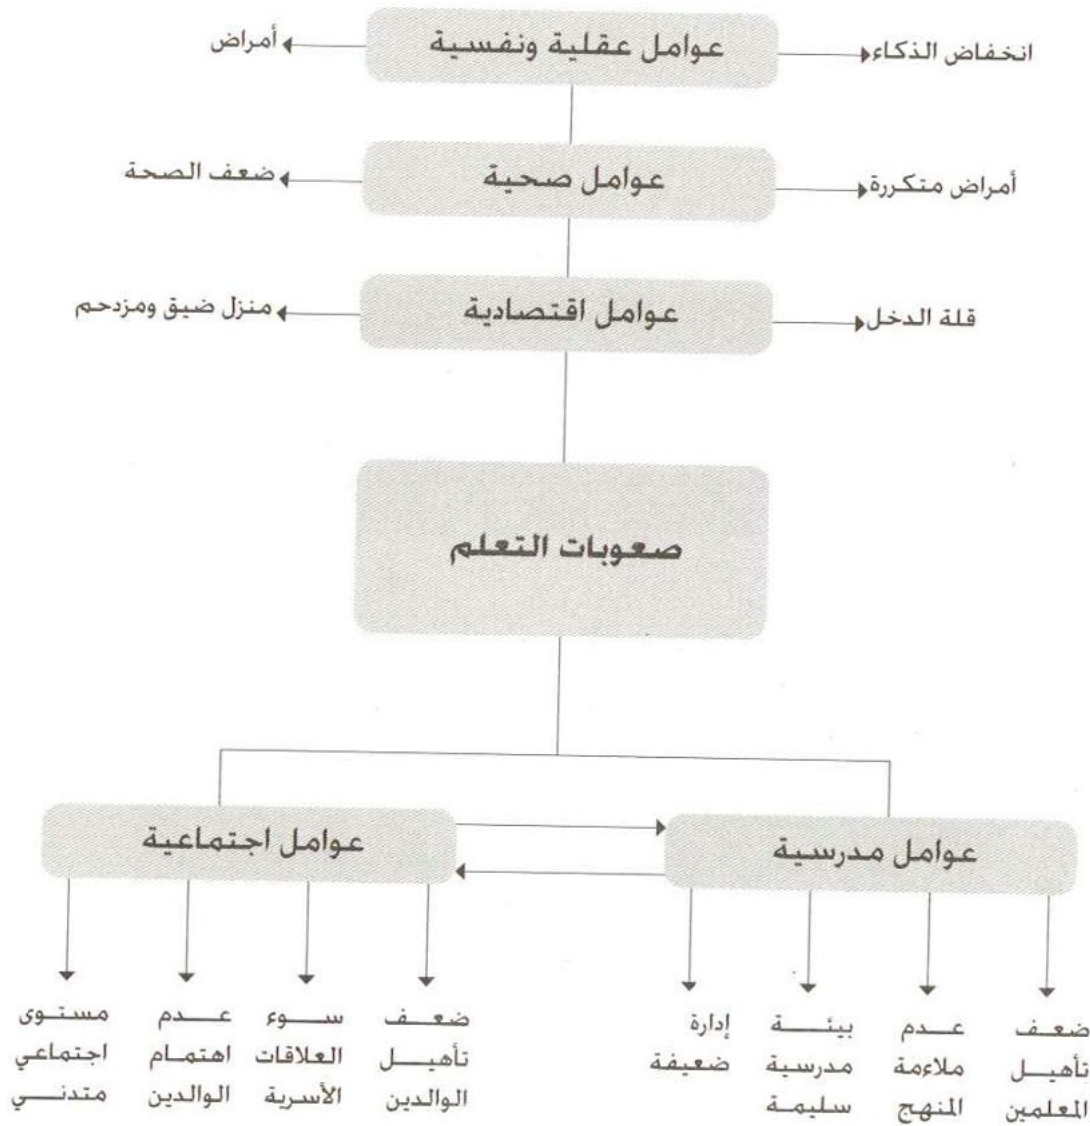 عوامل عقلية ونفسية
انخفاض الذكاء
أمراض
عوامل صحية
أمراض متكررة
ضعف الصحة
عوامل اقتصادية
قلة الدخل
منزل ضيق ومزدحم
صعوبات التعلم
عوامل مدرسية
عوامل اجتماعية
ضعف
تأهيل
المعلمين
عدم
ملاءمة
المنهج
بيئة
مدرسية
سليمة
إدارة
ضعيفة
ضعف
تأهيل
الوالدين
سوء
العلاقات
الأسرية
عدم
اهتمام
الوالدين
مستوى
اجتماعي
متدني